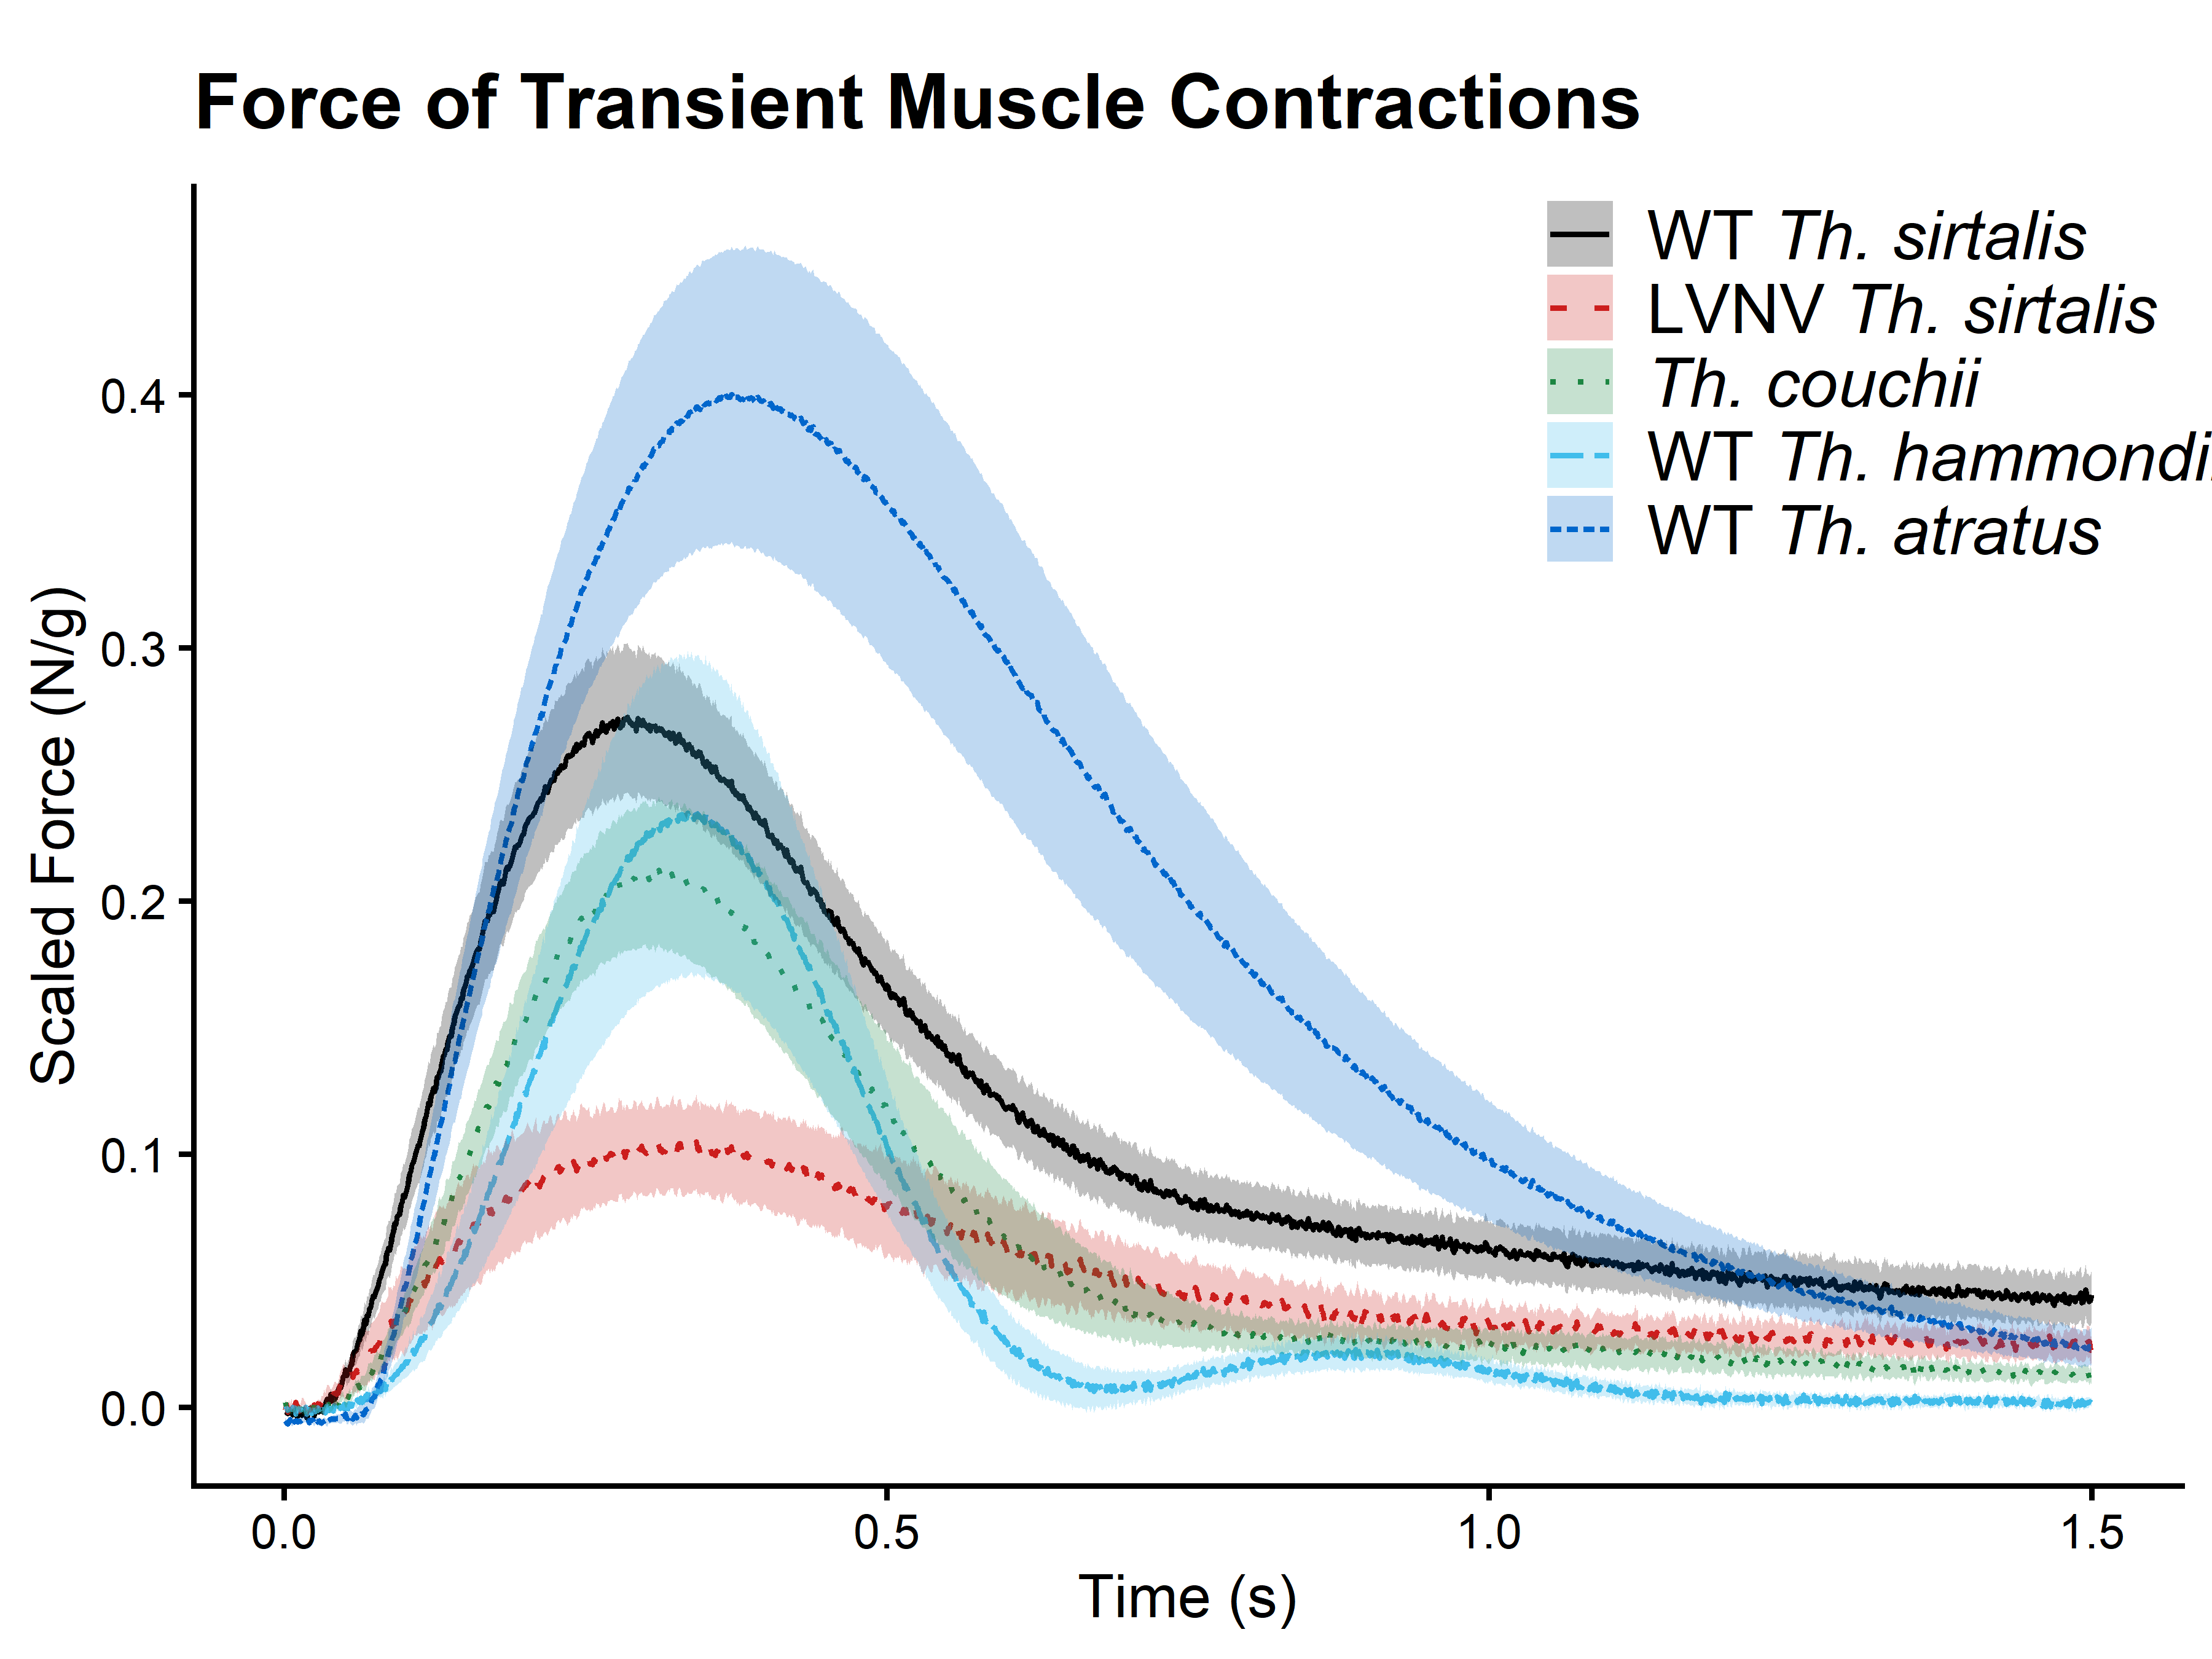 Force of Transient Muscle Contractions
WT Th. sirtalis
LVNV Th. sirtalis
Th. couchii
WT Th. hammondii
WT Th. atratus
Scaled Force (N/g)
0.4
0.3
0.2
0.1
0.0
0.0 0.5 1.0 1.5
Time (s)